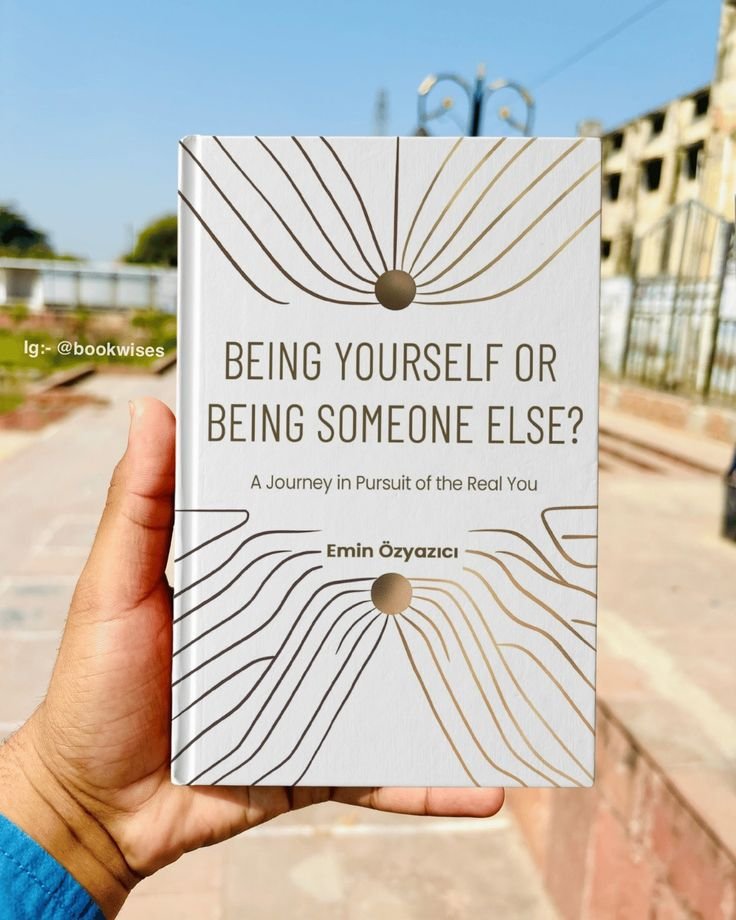 Ig:- @bookwises
BEING YOURSELF OR
BEING SOMEONE ELSE?
A Journey in Pursuit of the Real You
Emin Özyazıcı